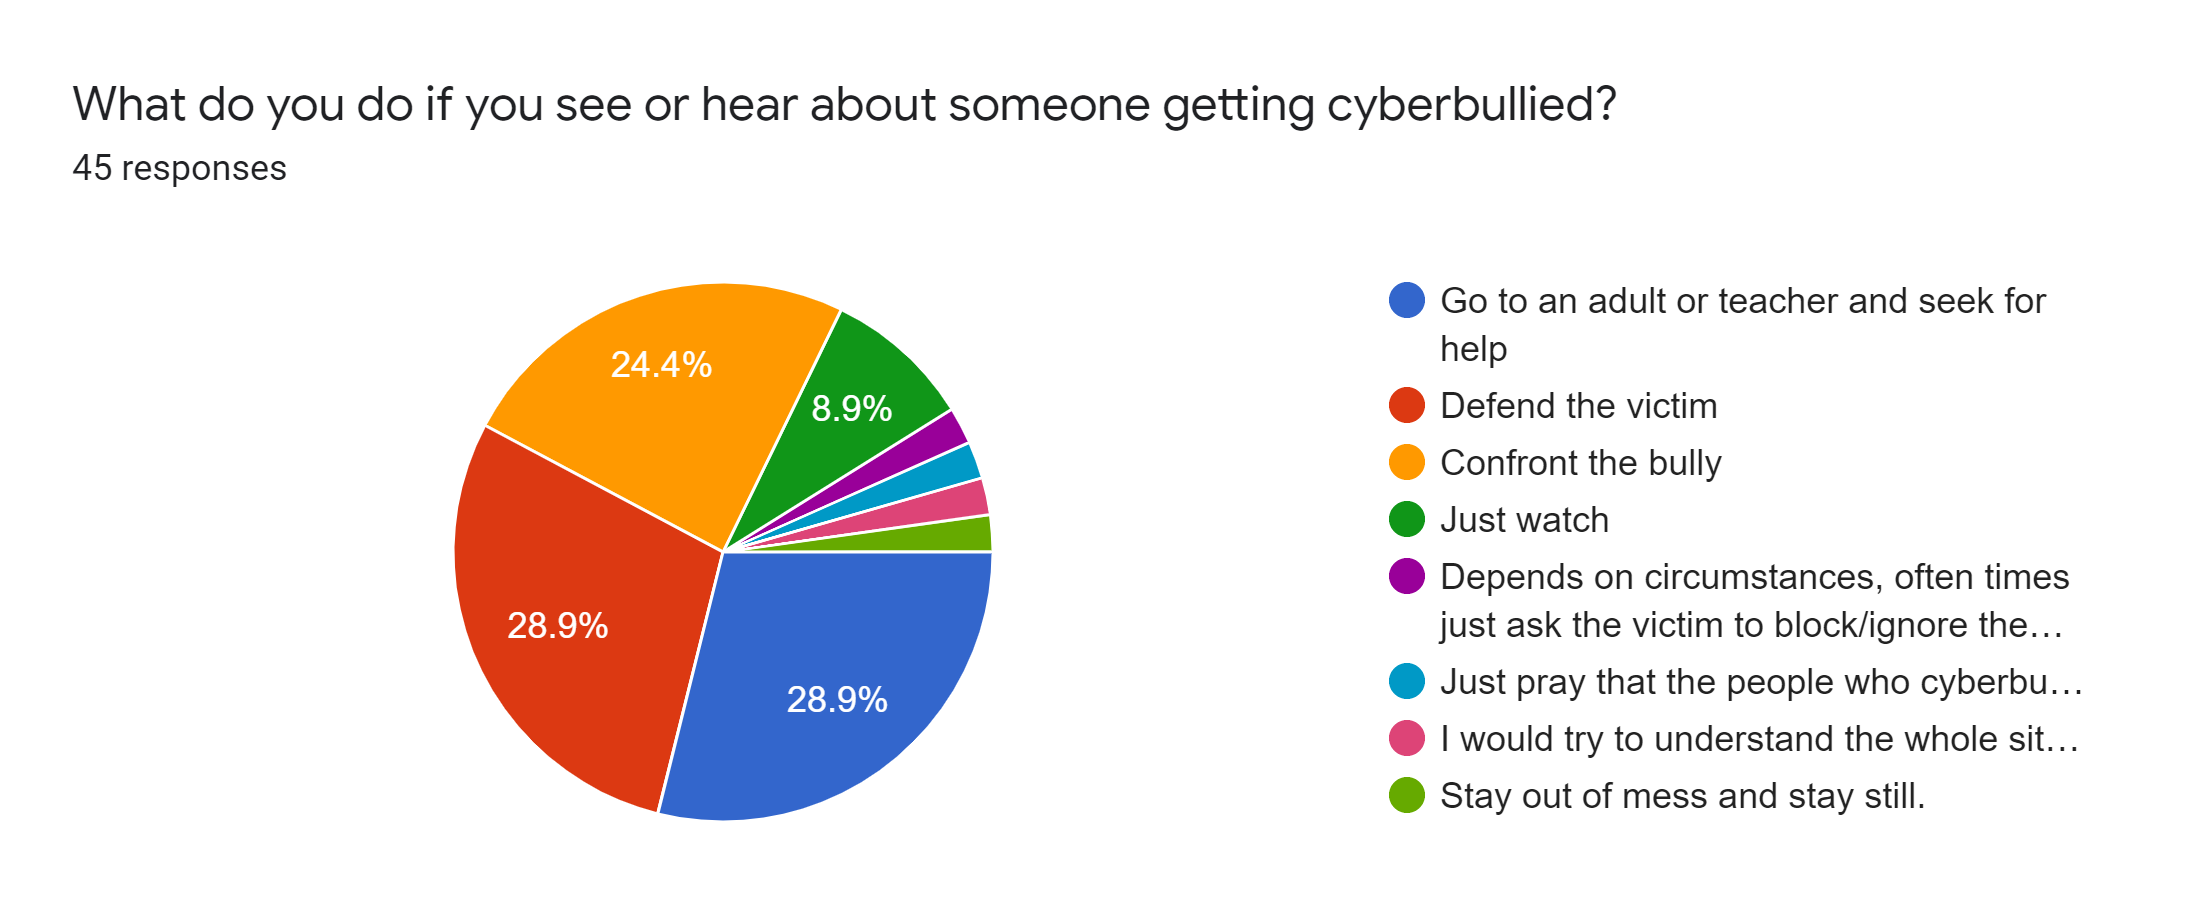 What do you do if you see or hear about someone getting cyberbullied?
45 responses
24.4%
8.9%
28.9%
28.9%
Go to an adult or teacher and seek for
help
Defend the victim
Confront the bully
Just watch
Depends on circumstances, often times
just ask the victim to block/ignore the…
Just pray that the people who cyberbu…
I would try to understand the whole sit…
Stay out of mess and stay still.